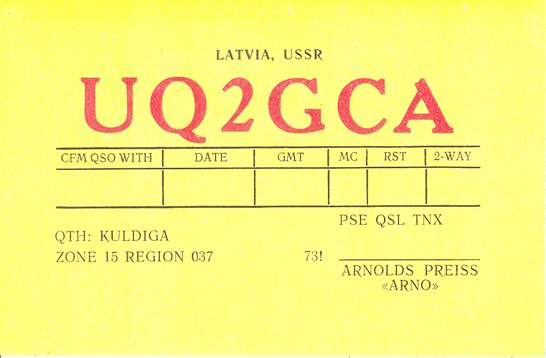 LATVIA, USSR
UQ2GCA
CFM QSO WITH DATE GMT MC RST 2-WAY
PSE QSL TNX
QTH: KULDIGA
ZONE 15 REGION 037 73!
ARNOLDS PREISS
«ARNO»